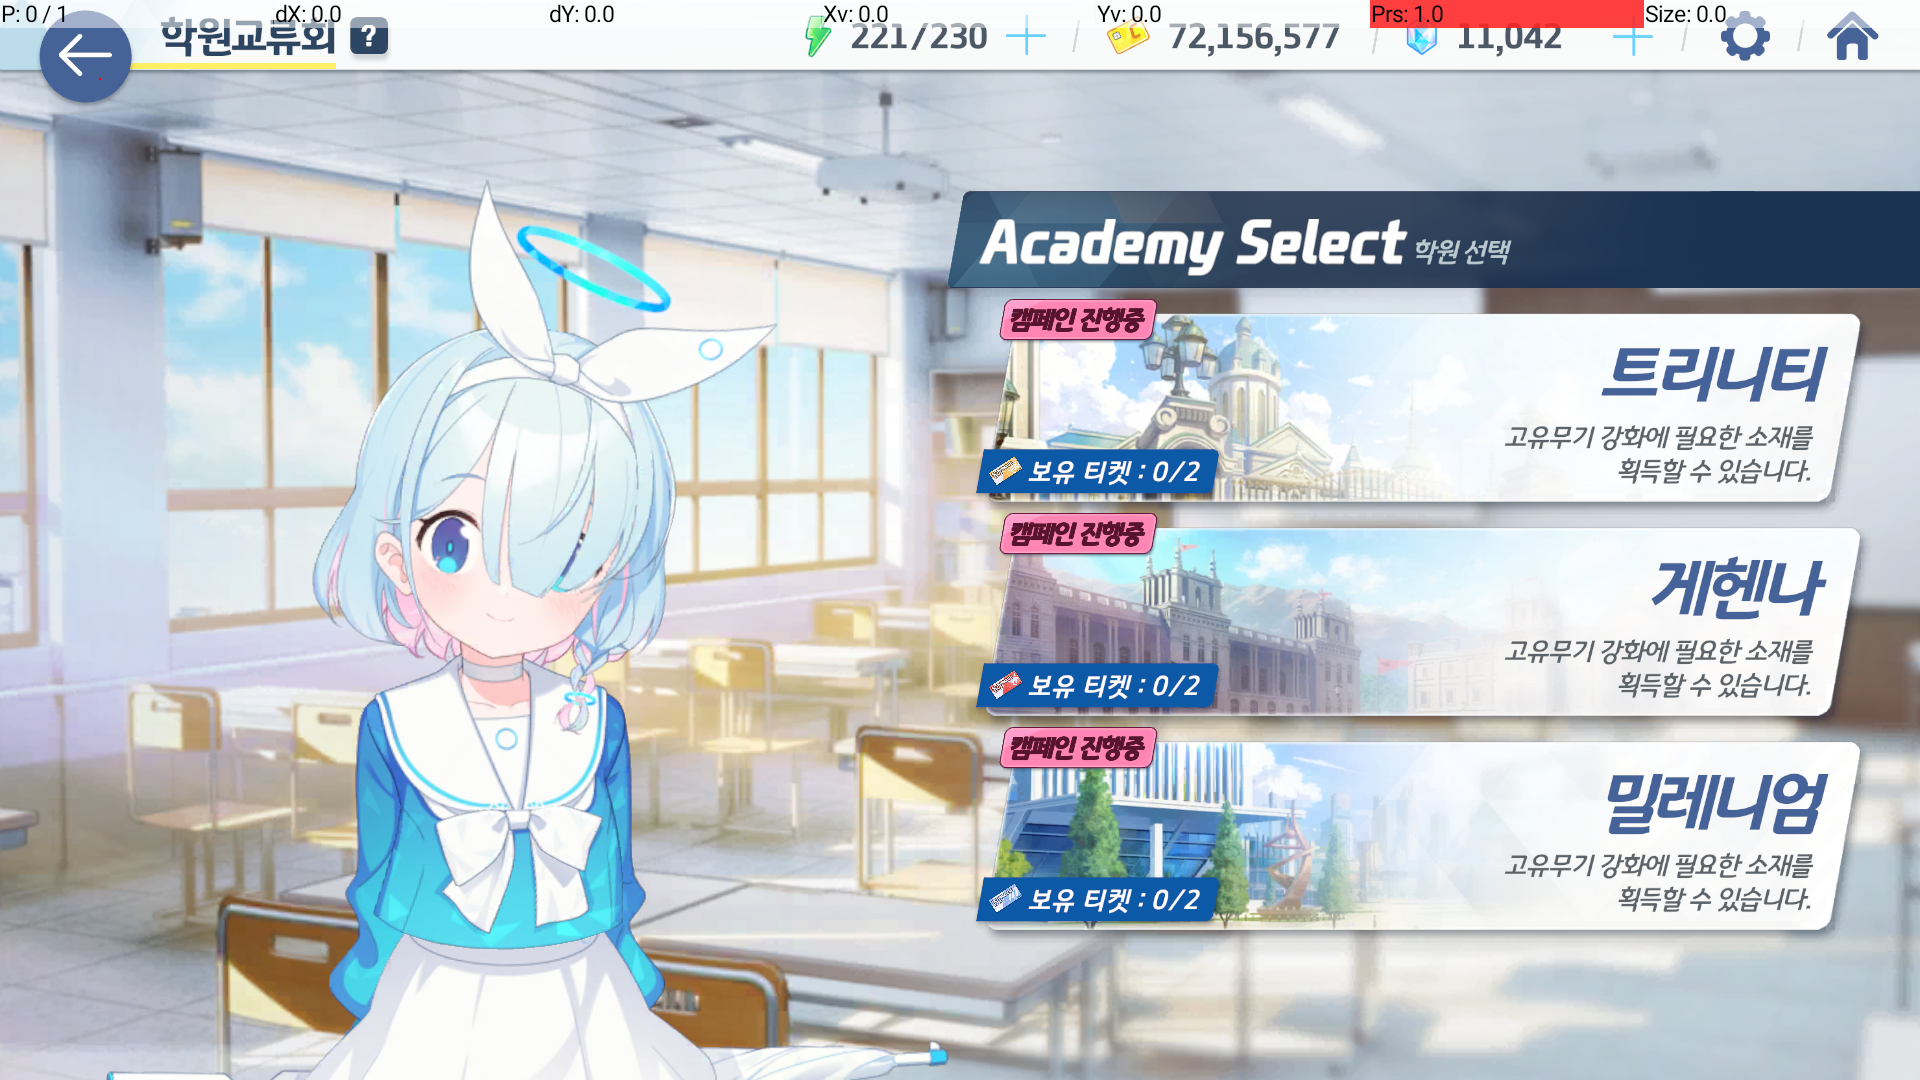 P: 0 / 1
dX: 0.0
dY: 0.0
Xv: 0.0
Yv: 0.0
Prs: 1.0
Size: 0.0
학원교류회
?
221/230
72,156,577
11,042
Academy Select 학원 선택
캠페인 진행중
트리니티
고유무기 강화에 필요한 소재를
획득할 수 있습니다.
보유 티켓 : 0/2
캠페인 진행중
게헨나
고유무기 강화에 필요한 소재를
획득할 수 있습니다.
보유 티켓 : 0/2
캠페인 진행중
밀레니엄
고유무기 강화에 필요한 소재를
획득할 수 있습니다.
보유 티켓 : 0/2